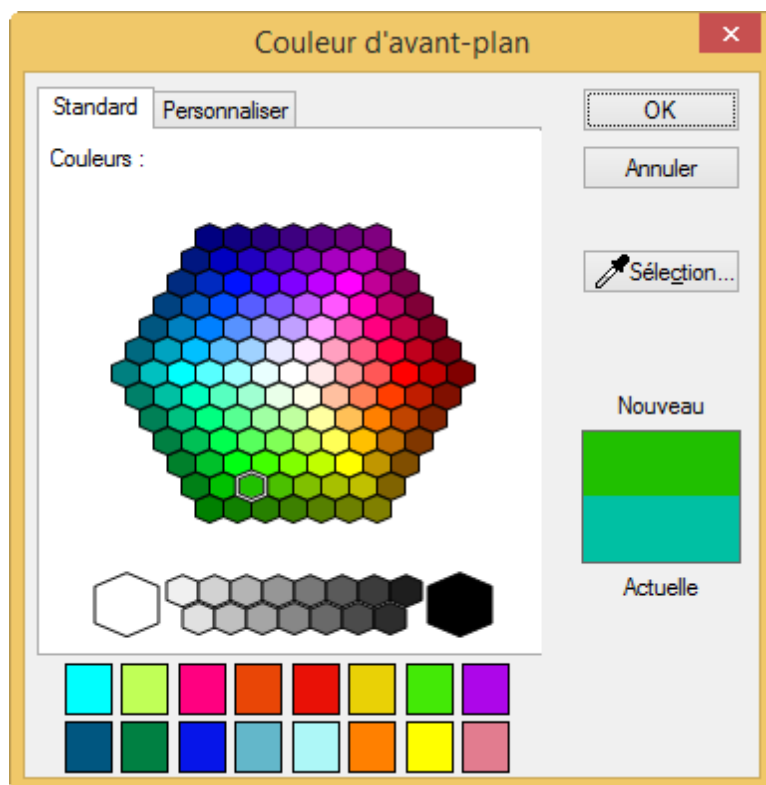 Couleur d'avant-plan
Standard
Personnaliser
Couleurs :
OK
Annuler
Sélection...
Nouveau
Actuelle